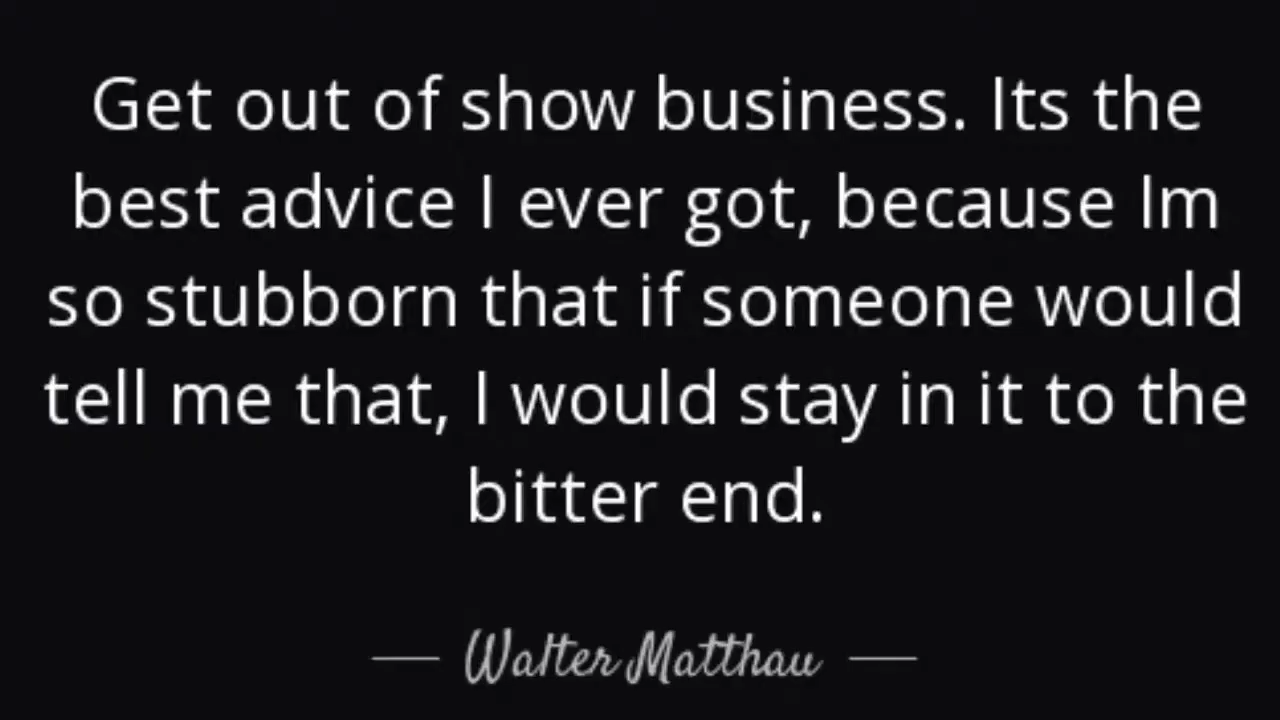 Get out of show business. Its the
best advice I ever got, because Im
so stubborn that if someone would
tell me that, I would stay in it to the
bitter end.
Walter Matthau